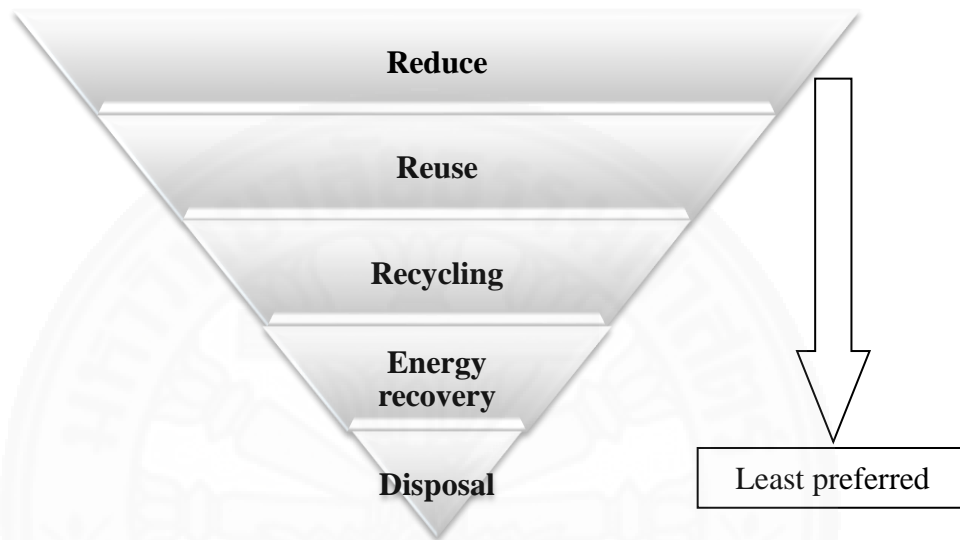 Reduce
Reuse
Recycling
Energy
recovery
Disposal
Least preferred